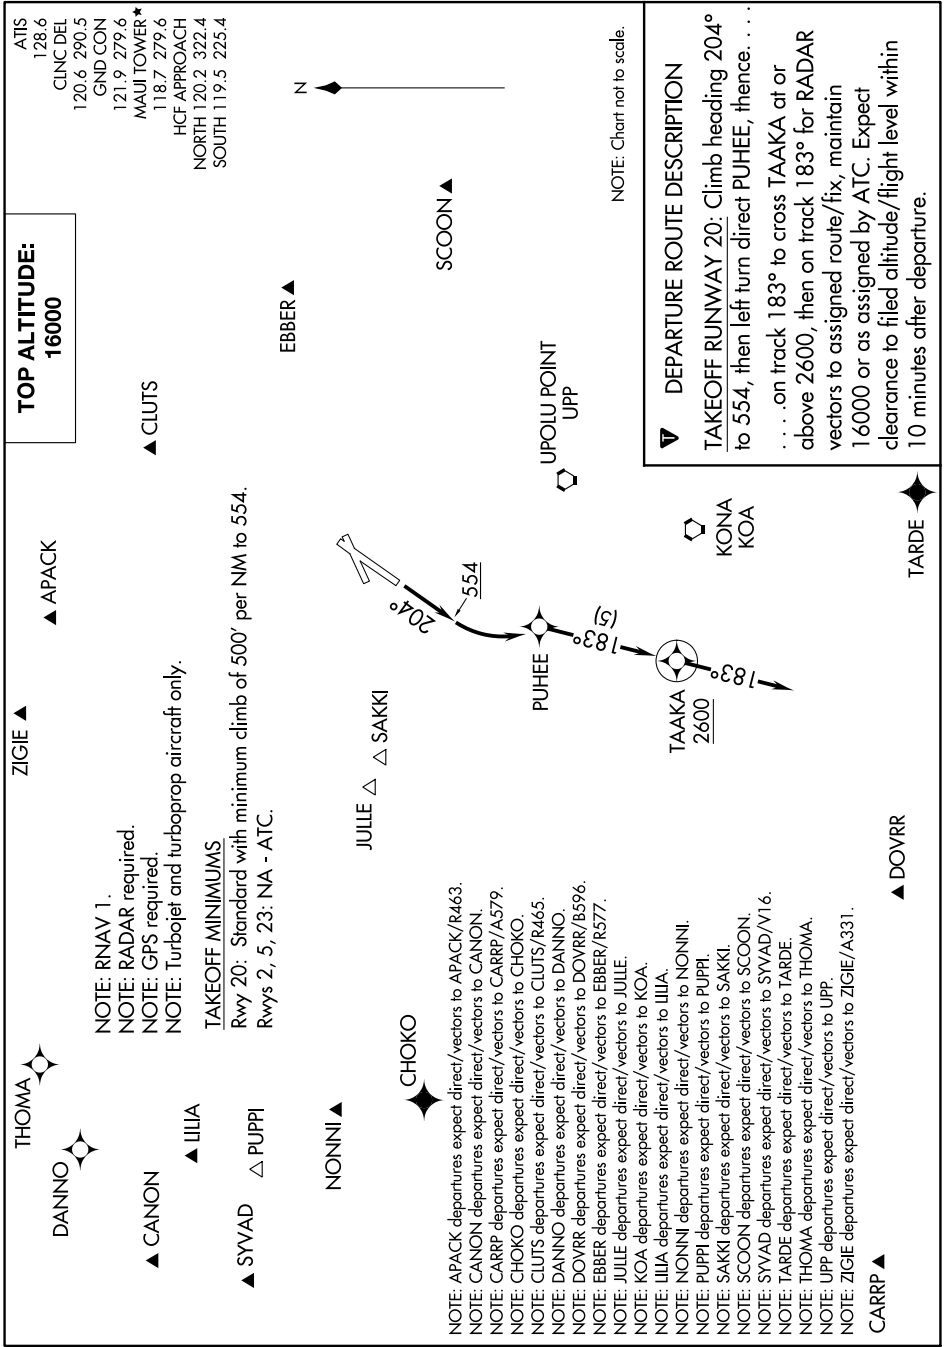 THOMA
DANNO
CANON
LILIA
SYVAD
PUPPI
NONNI
CHOKO
ZIGIE
APACK
CLUTS
EBBER
SCOON
JULLE
SAKKI
NOTE: RNAV 1.
NOTE: RADAR required.
NOTE: GPS required.
NOTE: Turbojet and turboprop aircraft only.
TAKEOFF MINIMUMS
Rwy 20: Standard with minimum climb of 500' per NM to 554.
Rwys 2, 5, 23: NA - ATC.
TOP ALTITUDE:
16000
ATIS
128.6
CLNC DEL
120.6 290.5
GND CON
121.9 279.6
MAUI TOWER★
118.7 279.6
HCF APPROACH
NORTH 120.2 322.4
SOUTH 119.5 225.4
N
204°
554
PUHEE
183°
(5)
TAAKA
2600
183°
UPOLU POINT
UPP
KONA
KOA
TARDE
DOVRR
CARRP
NOTE: Chart not to scale.
NOTE: APACK departures expect direct/vectors to APACK/R463.
NOTE: CANON departures expect direct/vectors to CANON.
NOTE: CARRP departures expect direct/vectors to CARRP/A579.
NOTE: CHOKO departures expect direct/vectors to CHOKO.
NOTE: CLUTS departures expect direct/vectors to CLUTS/R465.
NOTE: DANNO departures expect direct/vectors to DANNO.
NOTE: DOVRR departures expect direct/vectors to DOVRR/B596.
NOTE: EBBER departures expect direct/vectors to EBBER/R577.
NOTE: JULLE departures expect direct/vectors to JULLE.
NOTE: KOA departures expect direct/vectors to KOA.
NOTE: LILIA departures expect direct/vectors to LILIA.
NOTE: NONNI departures expect direct/vectors to NONNI.
NOTE: PUPPI departures expect direct/vectors to PUPPI.
NOTE: SAKKI departures expect direct/vectors to SAKKI.
NOTE: SCOON departures expect direct/vectors to SCOON.
NOTE: SYVAD departures expect direct/vectors to SYVAD/V16.
NOTE: TARDE departures expect direct/vectors to TARDE.
NOTE: THOMA departures expect direct/vectors to THOMA.
NOTE: UPP departures expect direct/vectors to UPP.
NOTE: ZIGIE departures expect direct/vectors to ZIGIE/A331.
T DEPARTURE ROUTE DESCRIPTION
TAKEOFF RUNWAY 20: Climb heading 204°
to 554, then left turn direct PUHEE, thence. . . .
. . . .on track 183° to cross TAAKA at or
above 2600, then on track 183° for RADAR
vectors to assigned route/fix, maintain
16000 or as assigned by ATC. Expect
clearance to filed altitude/flight level within
10 minutes after departure.